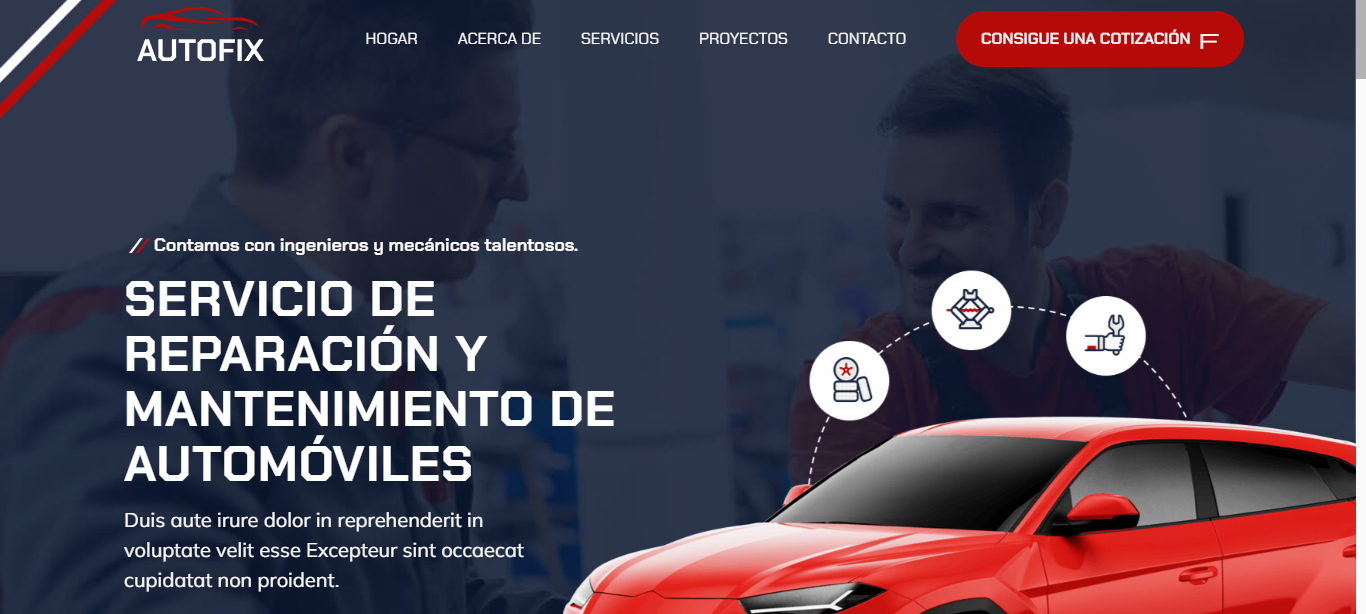 AUTOFIX
HOGAR ACERCA DE SERVICIOS PROYECTOS CONTACTO CONSIGUE UNA COTIZACIÓN
Contamos con ingenieros y mecánicos talentosos.
SERVICIO DE
REPARACIÓN Y
MANTENIMIENTO DE
AUTOMÓVILES
Duis aute irure dolor in reprehenderit in
voluptate velit esse Excepteur sint occaecat
cupidatat non proident.